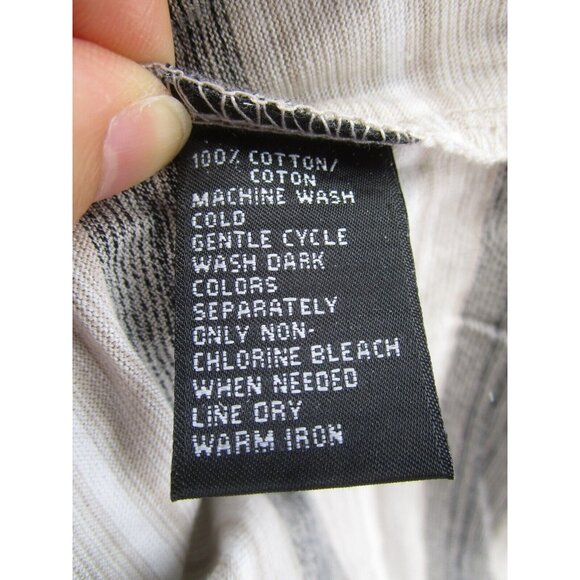 100% COTTON/
COTON
MACHINE WASH
COLD
GENTLE CYCLE
WASH DARK
COLORS
SEPARATELY
ONLY NON-
CHLORINE BLEACH
WHEN NEEDED
LINE DRY
WARM IRON